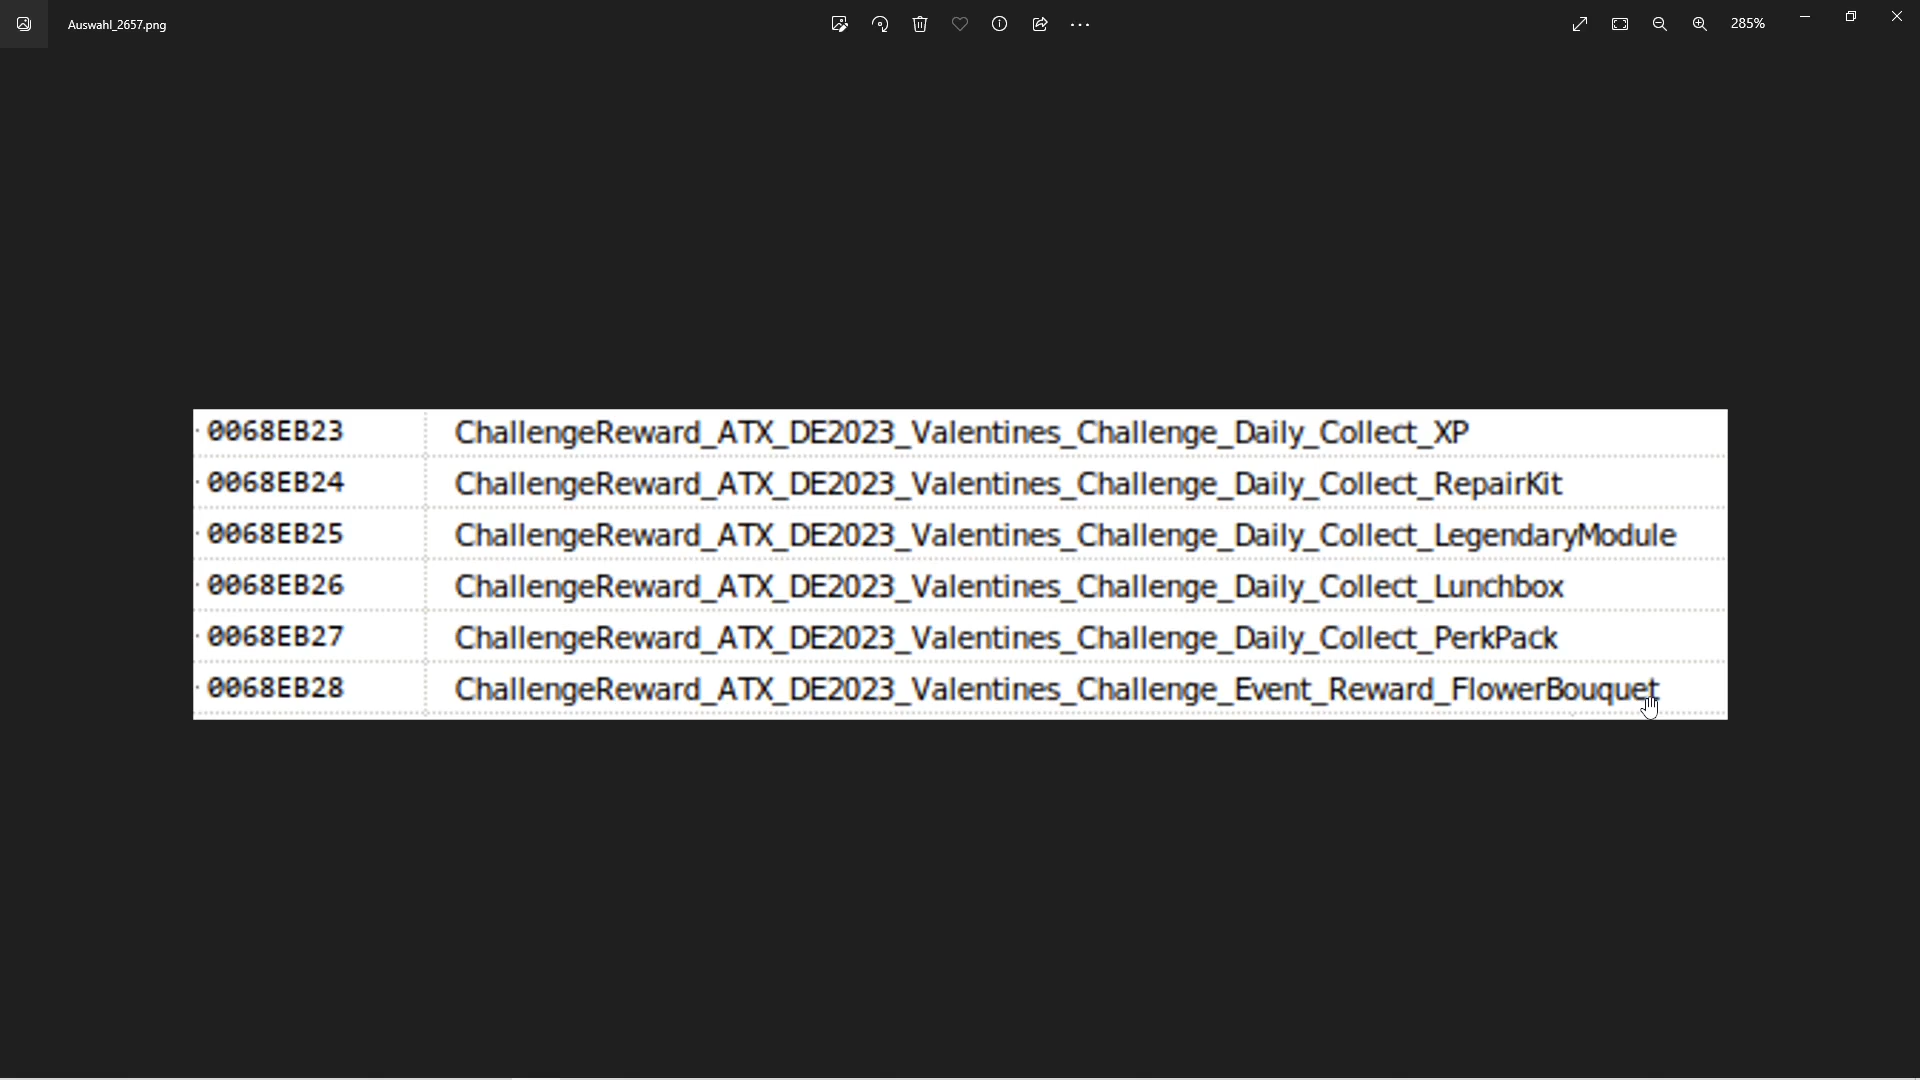 Auswahl_2657.png
285%
0068EB23 ChallengeReward_ATX_DE2023_Valentines_Challenge_Daily_Collect_XP
0068EB24 ChallengeReward_ATX_DE2023_Valentines_Challenge_Daily_Collect_RepairKit
0068EB25 ChallengeReward_ATX_DE2023_Valentines_Challenge_Daily_Collect_LegendaryModule
0068EB26 ChallengeReward_ATX_DE2023_Valentines_Challenge_Daily_Collect_Lunchbox
0068EB27 ChallengeReward_ATX_DE2023_Valentines_Challenge_Daily_Collect_PerkPack
0068EB28 ChallengeReward_ATX_DE2023_Valentines_Challenge_Event_Reward_FlowerBouquet